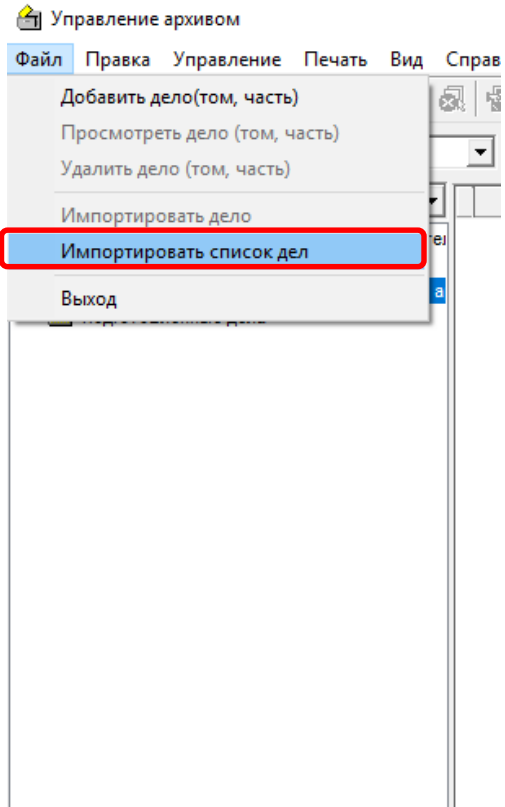 Управление архивом
Файл Правка Управление Печать Вид Справ
Добавить дело(том, часть)
Просмотреть дело (том, часть)
Удалить дело (том, часть)
Импортировать дело
Импортировать список дел
Выход